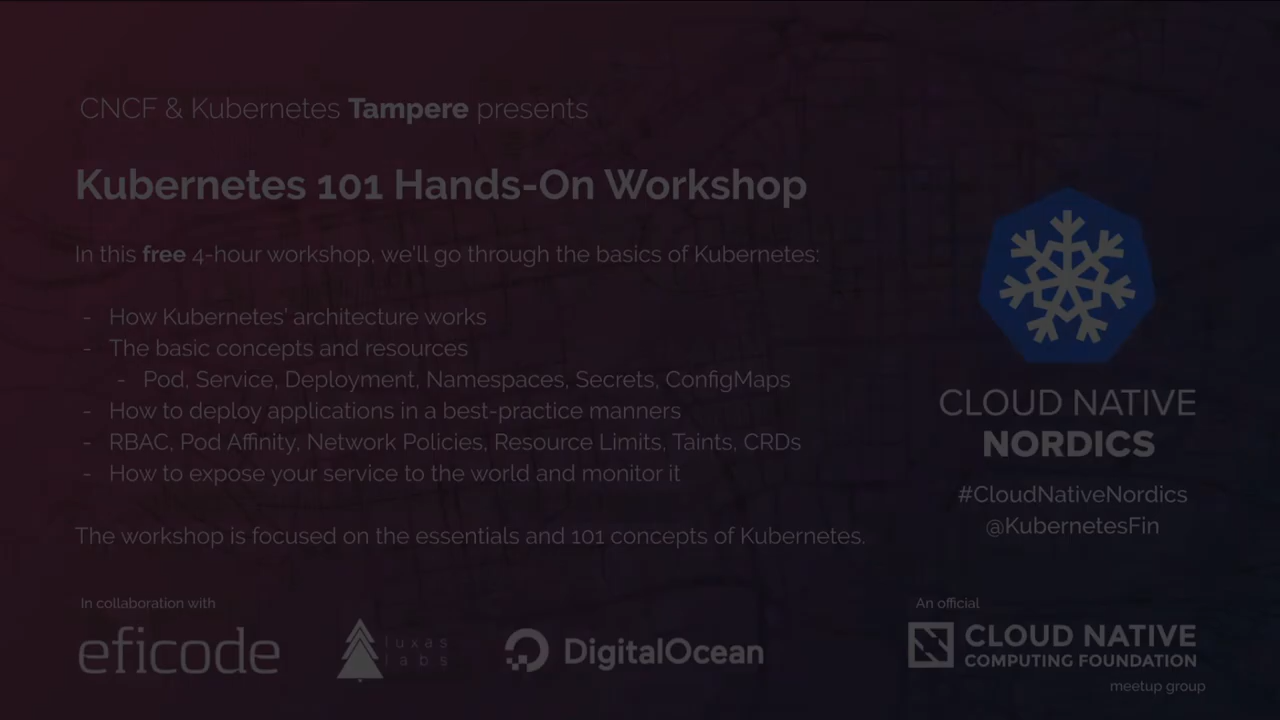 CNCF & Kubernetes Tampere presents
Kubernetes 101 Hands-On Workshop
In this free 4-hour workshop, we'll go through the basics of Kubernetes:
- How Kubernetes' architecture works
- The basic concepts and resources
- Pod, Service, Deployment, Namespaces, Secrets, ConfigMaps
- How to deploy applications in a best-practice manners
- RBAC, Pod Affinity, Network Policies, Resource Limits, Taints, CRDs
- How to expose your service to the world and monitor it
The workshop is focused on the essentials and 101 concepts of Kubernetes.
CLOUD NATIVE
NORDICS
#CloudNativeNordics
@KubernetesFin
In collaboration with
eficode
luxas
labs
DigitalOcean
An official
CLOUD NATIVE
COMPUTING FOUNDATION
meetup group